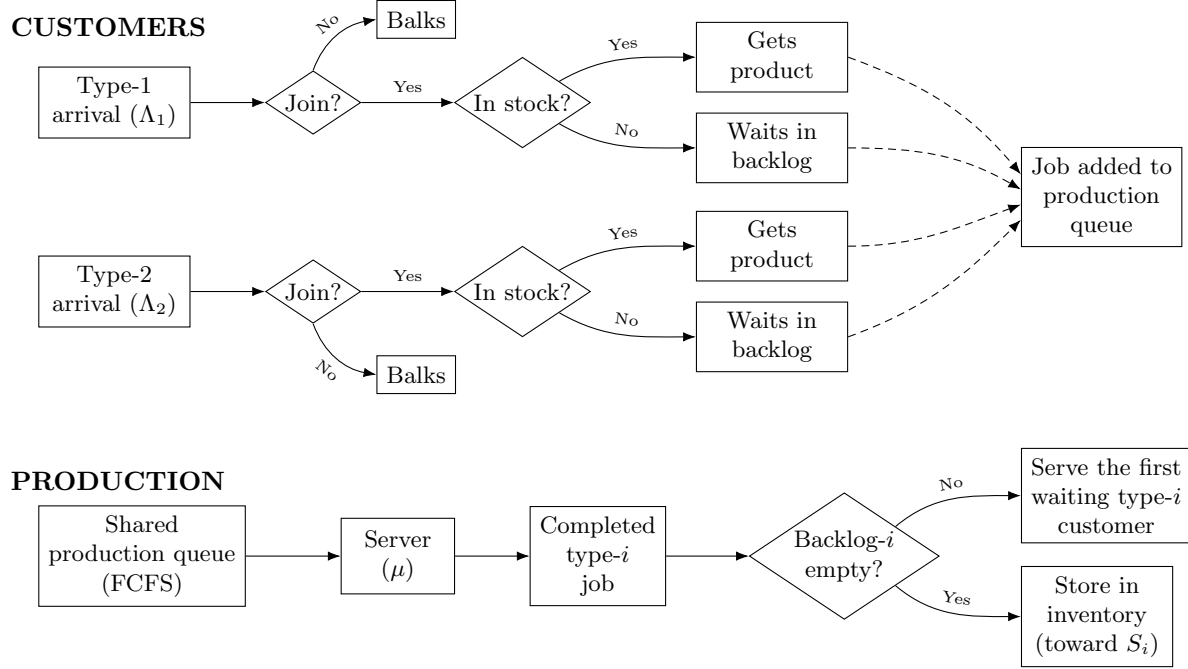 CUSTOMERS
No
Balks
Type-1
arrival (Λ₁)
Join?
Yes
In stock?
Yes
Gets
product
No
Waits in
backlog
Job added to
production
queue
Type-2
arrival (Λ₂)
Join?
Yes
In stock?
Yes
Gets
product
No
Waits in
backlog
No
Balks
PRODUCTION
Shared
production queue
(FCFS)
Server
(μ)
Completed
type-i
job
Backlog-i
empty?
No
Serve the first
waiting type-i
customer
Yes
Store in
inventory
(toward Sᵢ)